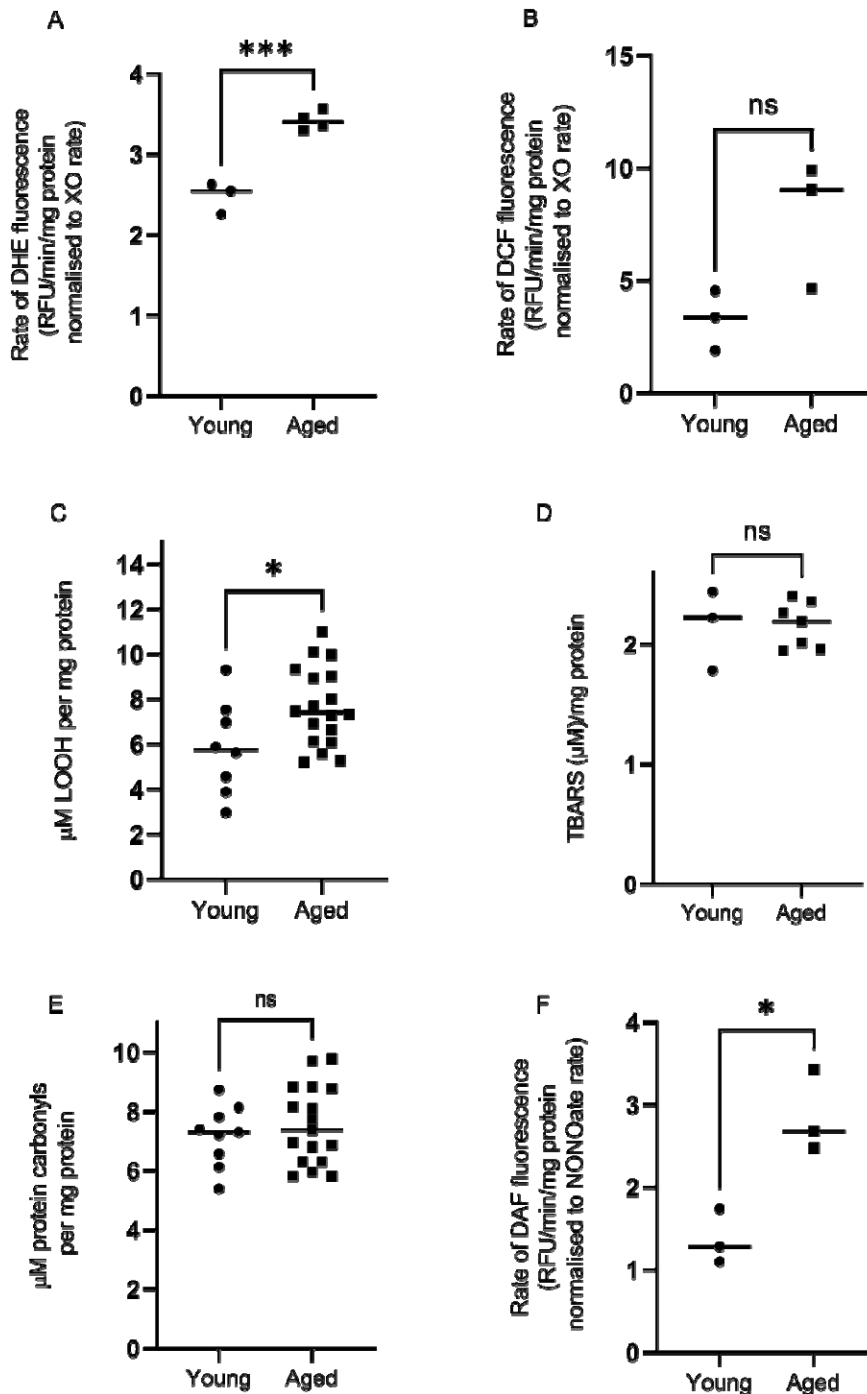 A
***
Rate of DHE fluorescence
(RFU/min/mg protein
normalised to XO rate)
4
3
2
1
0
Young
Aged
B
ns
Rate of DCF fluorescence
(RFU/min/mg protein
normalised to XO rate)
15
10
5
0
Young
Aged
C
*
µM LOOH per mg protein
14
12
10
8
6
4
2
0
Young
Aged
D
ns
TBARS (µM)/mg protein
2
1
0
Young
Aged
E
ns
µM protein carbonyls
per mg protein
10
8
6
4
2
0
Young
Aged
F
*
Rate of DAF fluorescence
(RFU/min/mg protein
normalised to NONOate rate)
4
3
2
1
0
Young
Aged